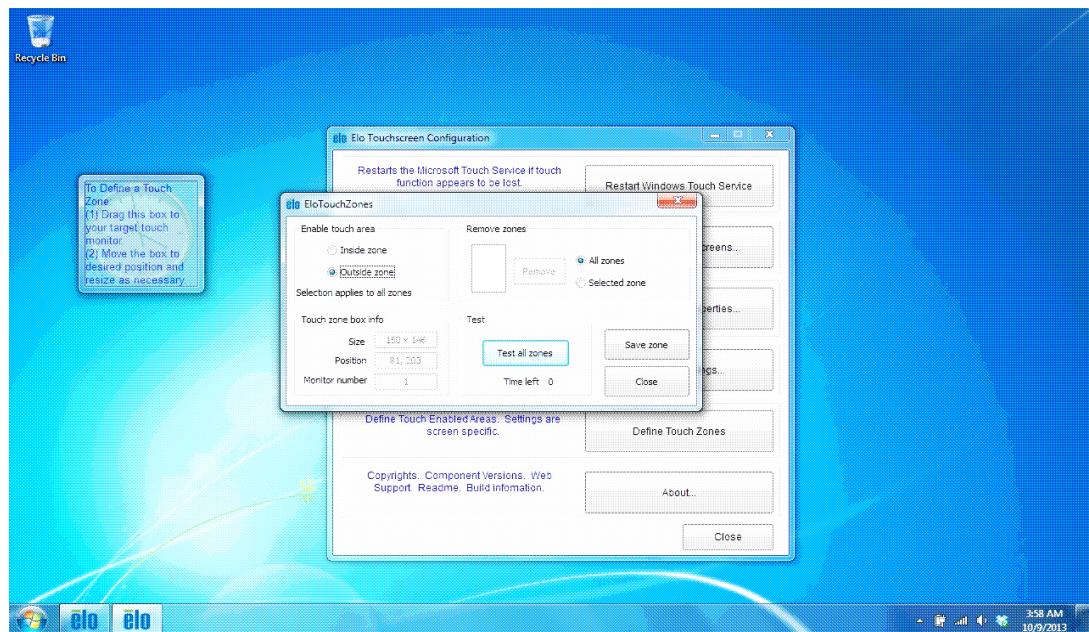 Recycle Bin
To Define a Touch
Zone:
(1) Drag this box to
your target touch
monitor.
(2) Move the box to
desired position and
resize as necessary
elo Elo Touchscreen Configuration
Restarts the Microsoft Touch Service if touch
function appears to be lost.
Restart Windows Touch Service
elo EloTouchZones
Enable touch area
Inside zone
Outside zone
Selection applies to all zones
Remove zones
Remove
All zones
Selected zone
Touch zone box info
Size 150 x 146
Position 81, 203
Monitor number 1
Test
Test all zones
Time left 0
Save zone
Close
reens...
perties...
gs...
Define Touch Enabled Areas. Settings are
screen specific.
Define Touch Zones
Copyrights. Component Versions. Web
Support. Readme. Build infomation.
About...
Close
elo elo
3:58 AM
10/9/2013